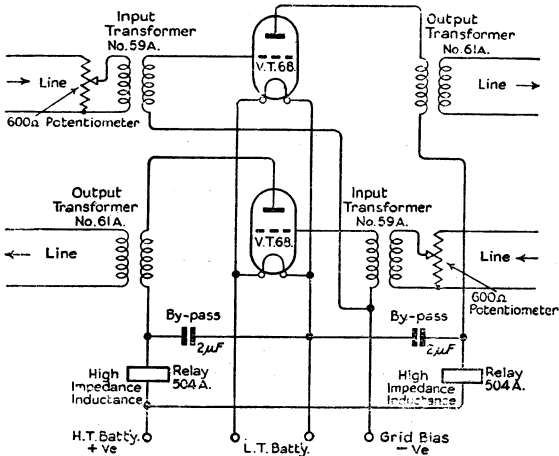 Input
Transformer
No.59A.
Output
Transformer
No.61A.
V.T.68.
Line
Line
600Ω Potentiometer
Output
Transformer
No.61A.
Input
Transformer
No.59A.
V.T.68.
Line
Line
600Ω
Potentiometer
By-pass
2μF
By-pass
2μF
High
Impedance
Inductance
Relay
504A.
High
Impedance
Inductance
Relay
504A.
H.T.Batty.
+ve
L.T.Batty.
Grid Bias
-Ve